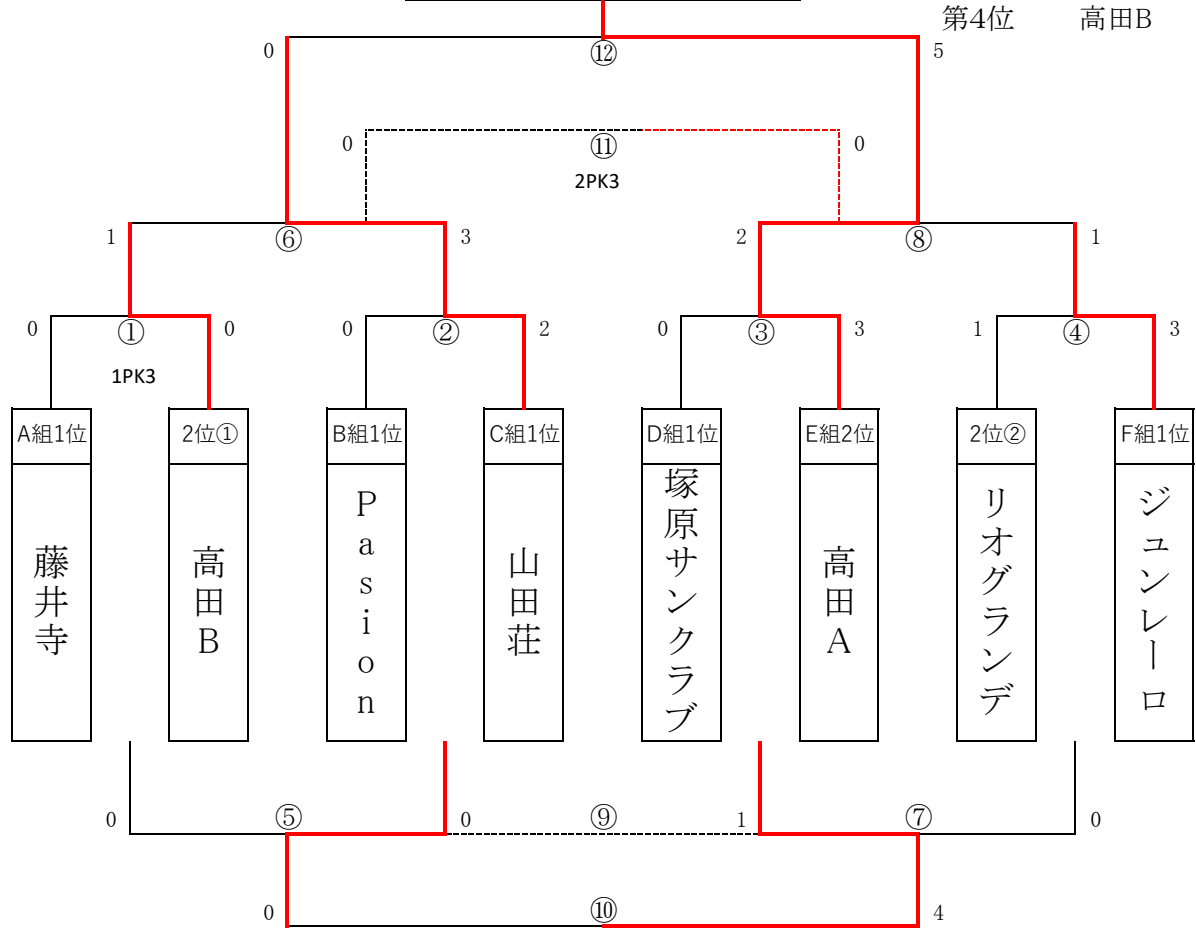 第4位 高田B
0 ⑫ 5
0 ⑪ 0
2PK3
1 ⑥ 3 2 ⑧ 1
0 ① 0 0 ② 2 0 ③ 3 1 ④ 3
1PK3
A組1位 2位① B組1位 C組1位 D組1位 E組2位 2位② F組1位
藤井寺
高田B
Pasion
山田荘
塚原サンクラブ
高田A
リオグランデ
ジュンレーロ
0 ⑤ 0 ⑨ 1 ⑦ 0
0 ⑩ 4